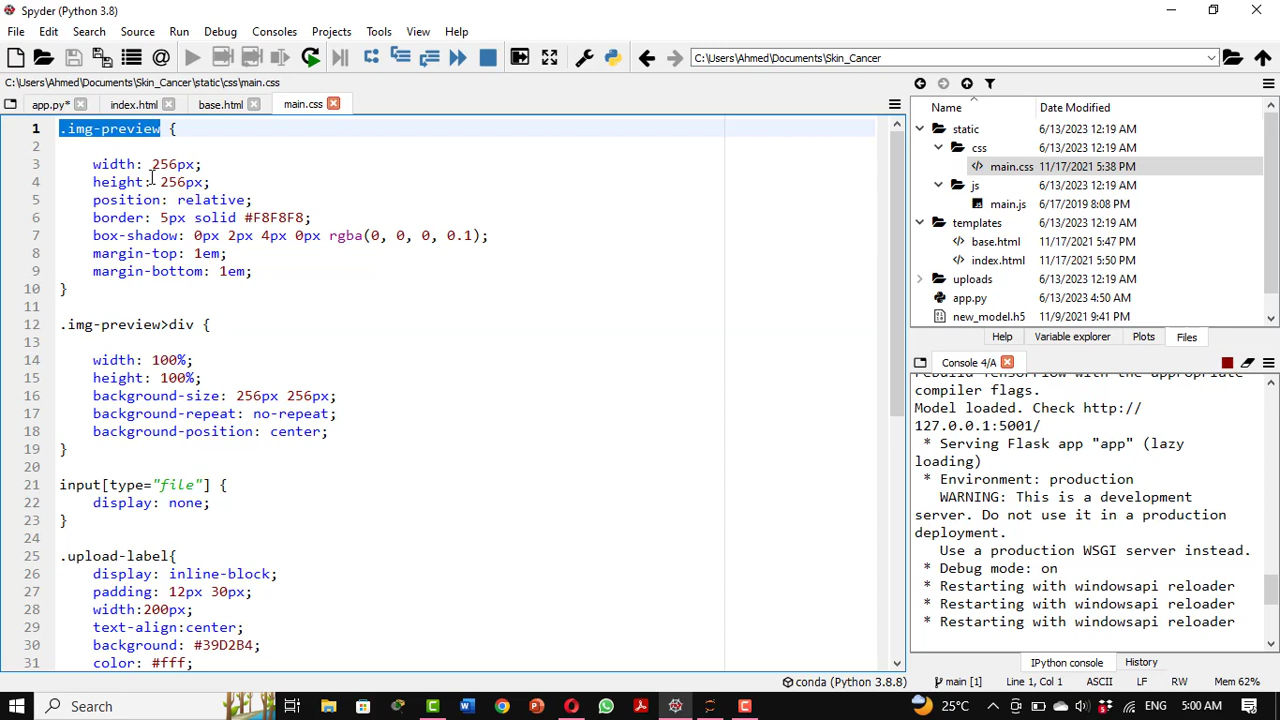 Spyder (Python 3.8)
File Edit Search Source Run Debug Consoles Projects Tools View Help
C:\Users\Ahmed\Documents\Skin_Cancer
C:\Users\Ahmed\Documents\Skin_Cancer\static\css\main.css
app.py* index.html base.html main.css
1 .img-preview {
2
3 width: 256px;
4 height: 256px;
5 position: relative;
6 border: 5px solid #F8F8F8;
7 box-shadow: 0px 2px 4px 0px rgba(0, 0, 0, 0.1);
8 margin-top: 1em;
9 margin-bottom: 1em;
10 }
11
12 .img-preview>div {
13
14 width: 100%;
15 height: 100%;
16 background-size: 256px 256px;
17 background-repeat: no-repeat;
18 background-position: center;
19 }
20
21 input[type="file"] {
22 display: none;
23 }
24
25 .upload-label{
26 display: inline-block;
27 padding: 12px 30px;
28 width:200px;
29 text-align:center;
30 background: #39D2B4;
31 color: #fff;
Name Date Modified
static 6/13/2023 12:19 AM
css 6/13/2023 12:19 AM
main.css 11/17/2021 5:38 PM
js 6/13/2023 12:19 AM
main.js 11/17/2019 8:08 PM
templates 6/13/2023 12:19 AM
base.html 11/17/2021 5:47 PM
index.html 11/17/2021 5:50 PM
uploads 6/13/2023 12:19 AM
app.py 6/13/2023 4:50 AM
new_model.h5 11/9/2021 9:41 PM
Help Variable explorer Plots Files
Console 4/A
rebuild TensorFlow with the appropriate
compiler flags.
Model loaded. Check http://
127.0.0.1:5001/
* Serving Flask app "app" (lazy
loading)
* Environment: production
WARNING: This is a development
server. Do not use it in a production
deployment.
Use a production WSGI server instead.
* Debug mode: on
* Restarting with windowsapi reloader
* Restarting with windowsapi reloader
* Restarting with windowsapi reloader
IPython console History
conda (Python 3.8.8) main [1] Line 1, Col 1 ASCII LF RW Mem 62%
Search 25°C ENG 5:00 AM